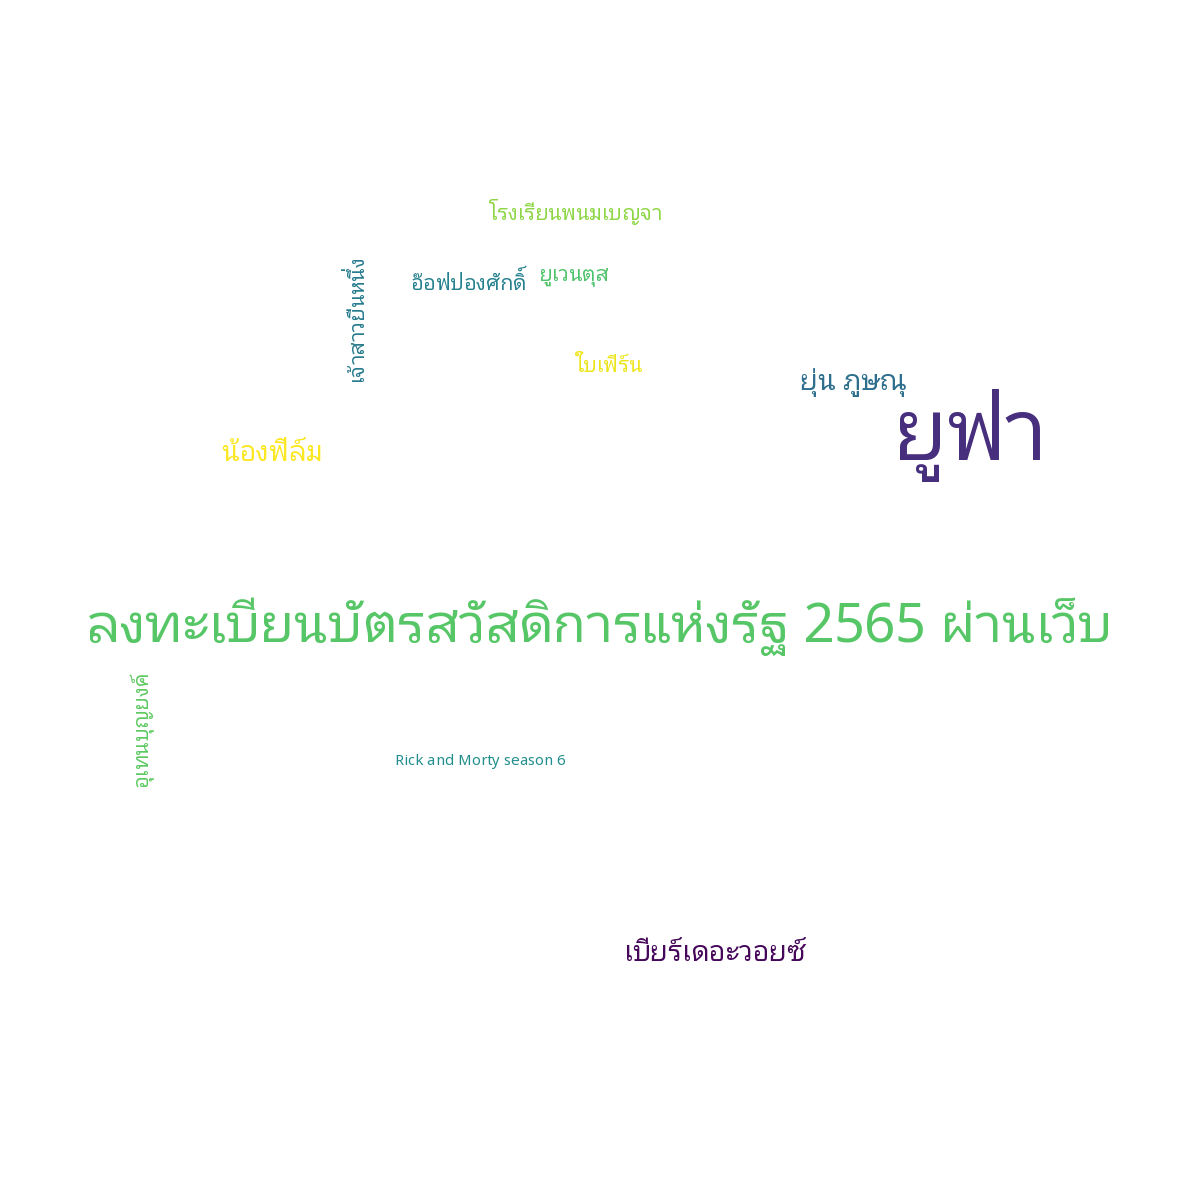 โรงเรียนพนมเบญจา
เจ้าสาวยืนหนึ่ง
อ๊อฟปองศักดิ์
ยูเวนตุส
ใบเฟิร์น
ยุ่น ภูษณุ
ยูฟา
น้องฟิล์ม
ลงทะเบียนบัตรสวัสดิการแห่งรัฐ 2565 ผ่านเว็บ
อุเทนบุญยงค์
Rick and Morty season 6
เบียร์เดอะวอยซ์